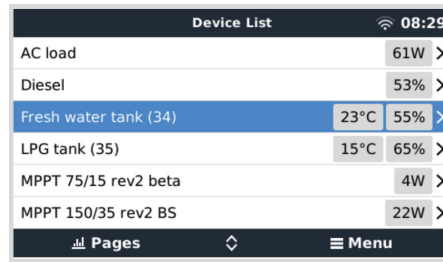 Device List 08:29
AC load 61W
Diesel 53%
Fresh water tank (34) 23°C 55%
LPG tank (35) 15°C 65%
MPPT 75/15 rev2 beta 4W
MPPT 150/35 rev2 BS 22W
Pages Menu